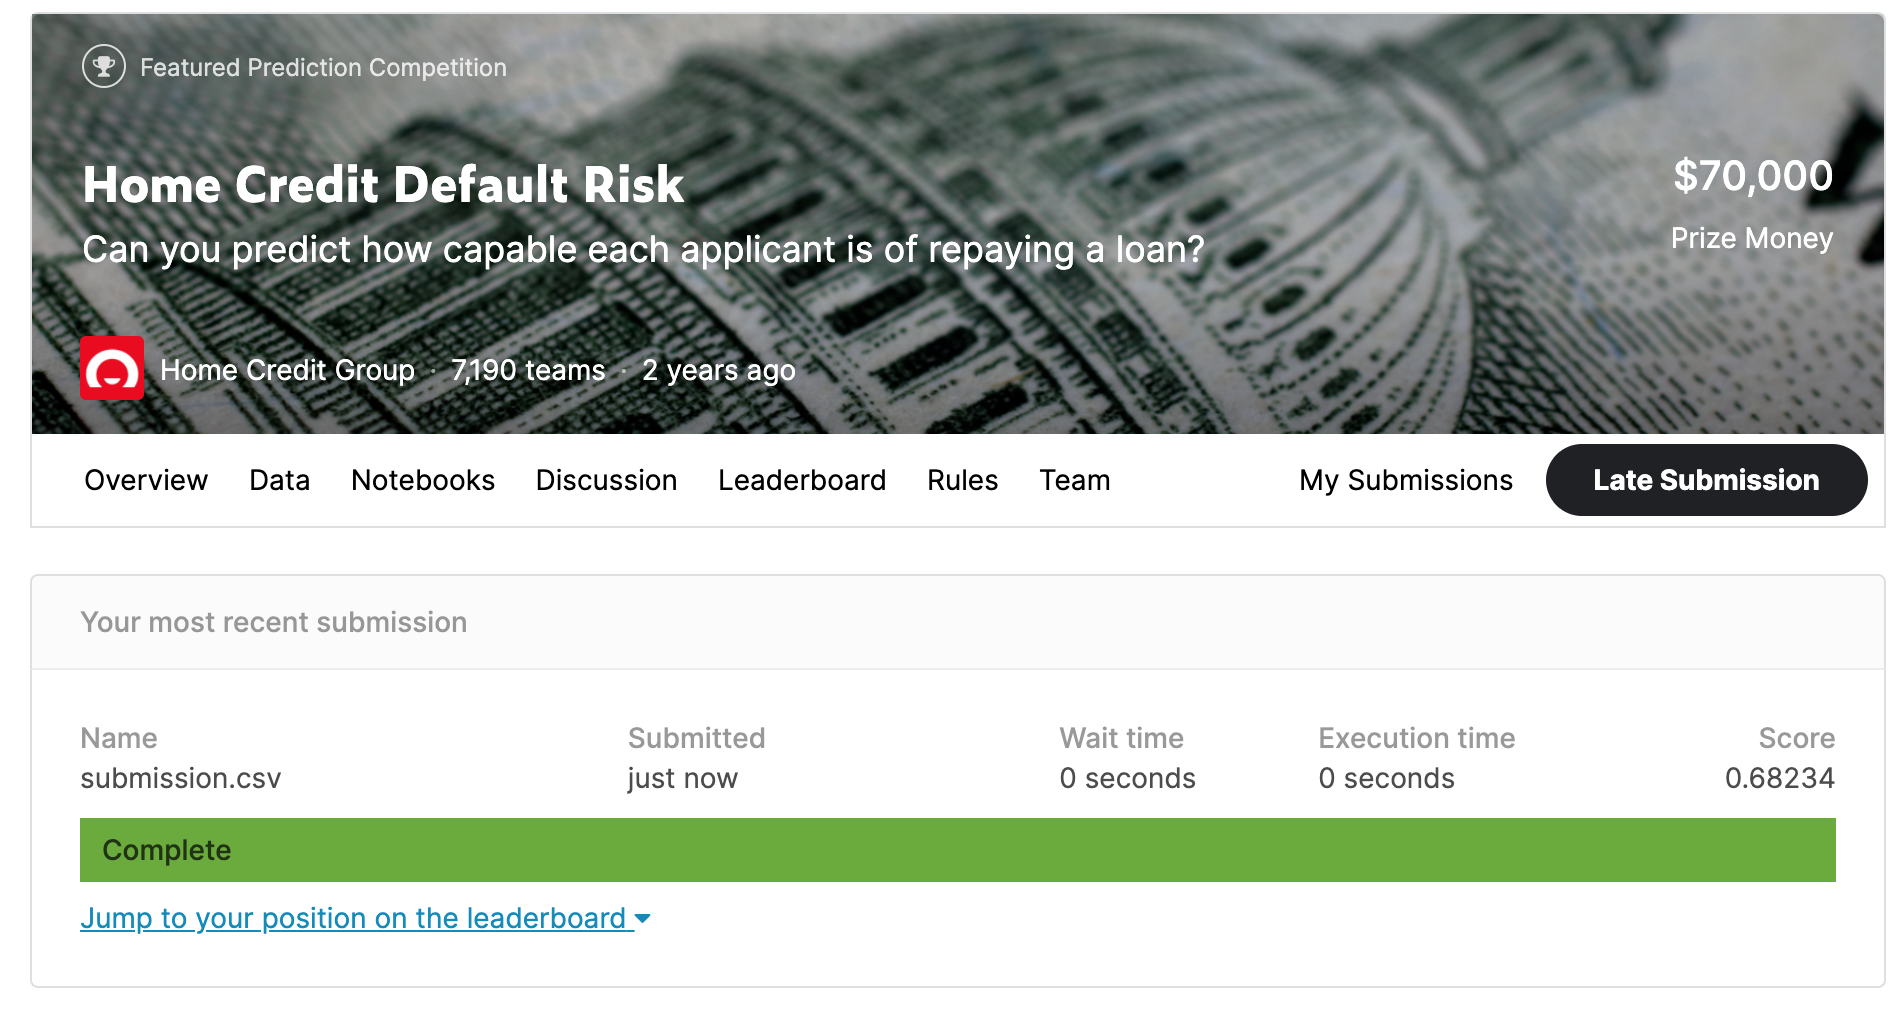 Featured Prediction Competition
Home Credit Default Risk
Can you predict how capable each applicant is of repaying a loan?
$70,000
Prize Money
Home Credit Group · 7,190 teams · 2 years ago
Overview Data Notebooks Discussion Leaderboard Rules Team My Submissions Late Submission
Your most recent submission
Name Submitted Wait time Execution time Score
submission.csv just now 0 seconds 0 seconds 0.68234
Complete
Jump to your position on the leaderboard